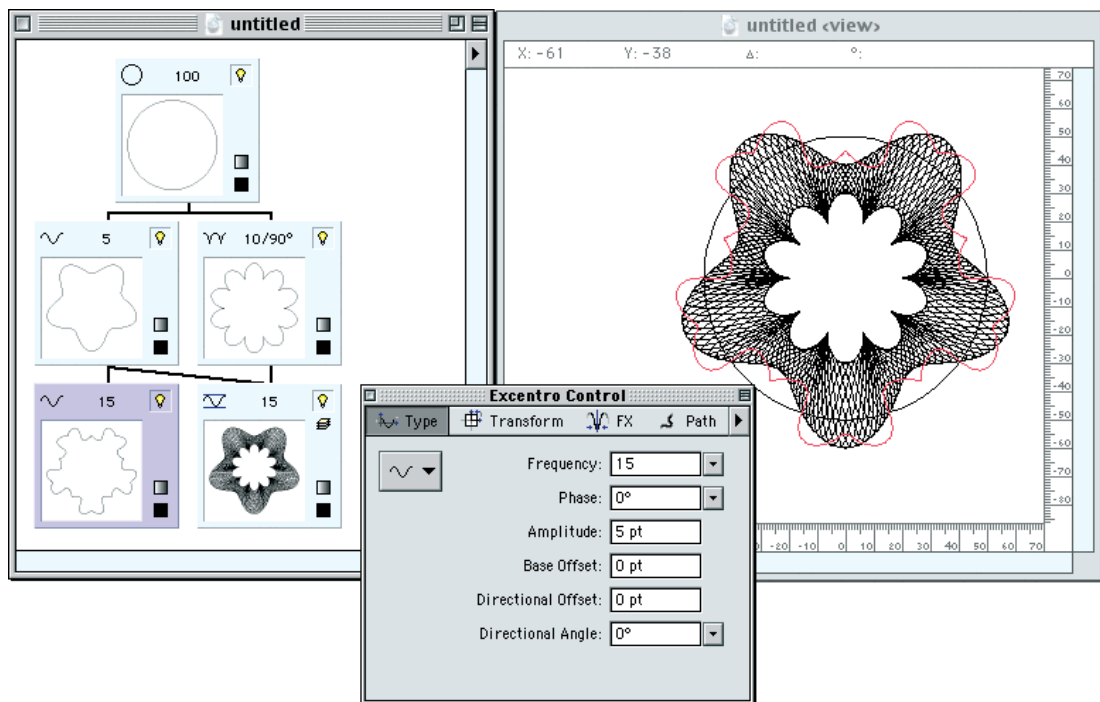 untitled
100
5
10/90°
15
15
untitled <view>
X: -61 Y: -38 ▵: °:
70
60
50
40
30
20
10
0
-10
-20
-30
-40
-50
-60
-70
-80
-20 -10 0 10 20 30 40 50 60 70
Excentro Control
Type Transform FX Path
Frequency: 15
Phase: 0°
Amplitude: 5 pt
Base Offset: 0 pt
Directional Offset: 0 pt
Directional Angle: 0°